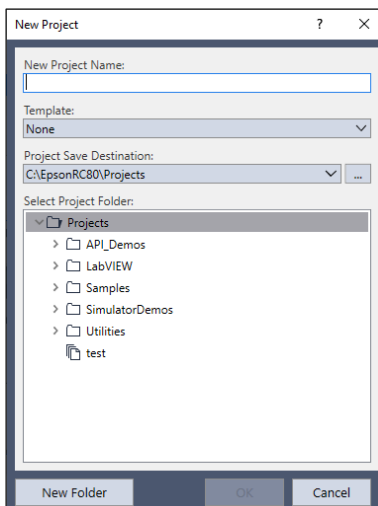 New Project ?
New Project Name:
Template:
None
Project Save Destination:
C:\EpsonRC80\Projects
...
Select Project Folder:
Projects
API_Demos
LabVIEW
Samples
SimulatorDemos
Utilities
test
New Folder OK Cancel